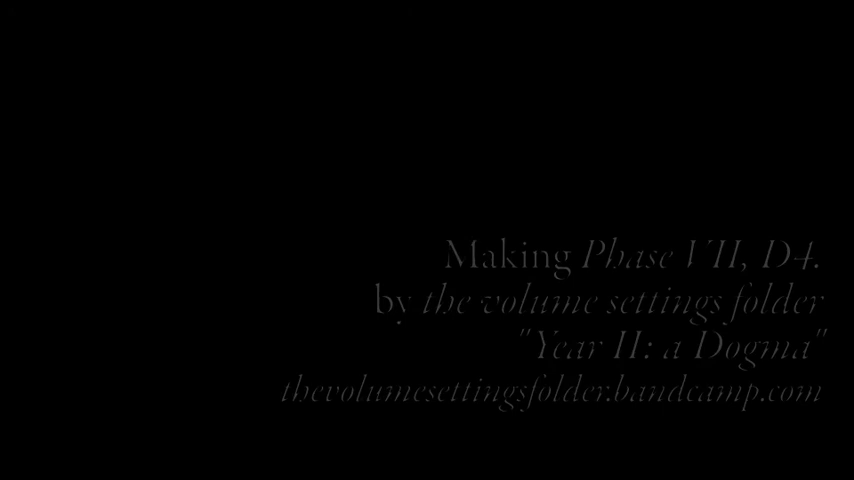 Making Phase VII, D4.
by the volume settings folder
"Year II: a Dogma"
thevolumesettingsfolder.bandcamp.com